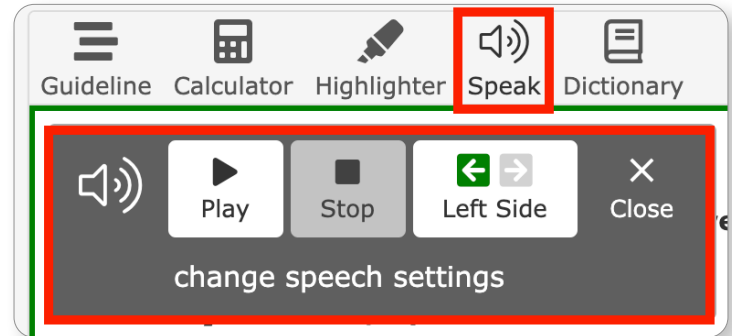 Guideline Calculator Highlighter Speak Dictionary
Play Stop Left Side Close
change speech settings